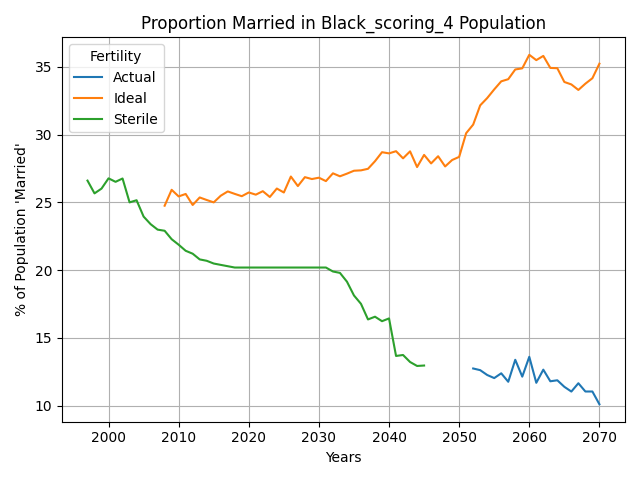 Proportion Married in Black_scoring_4 Population
Fertility
Actual
Ideal
Sterile
% of Population 'Married'
35
30
25
20
15
10
2000 2010 2020 2030 2040 2050 2060 2070
Years